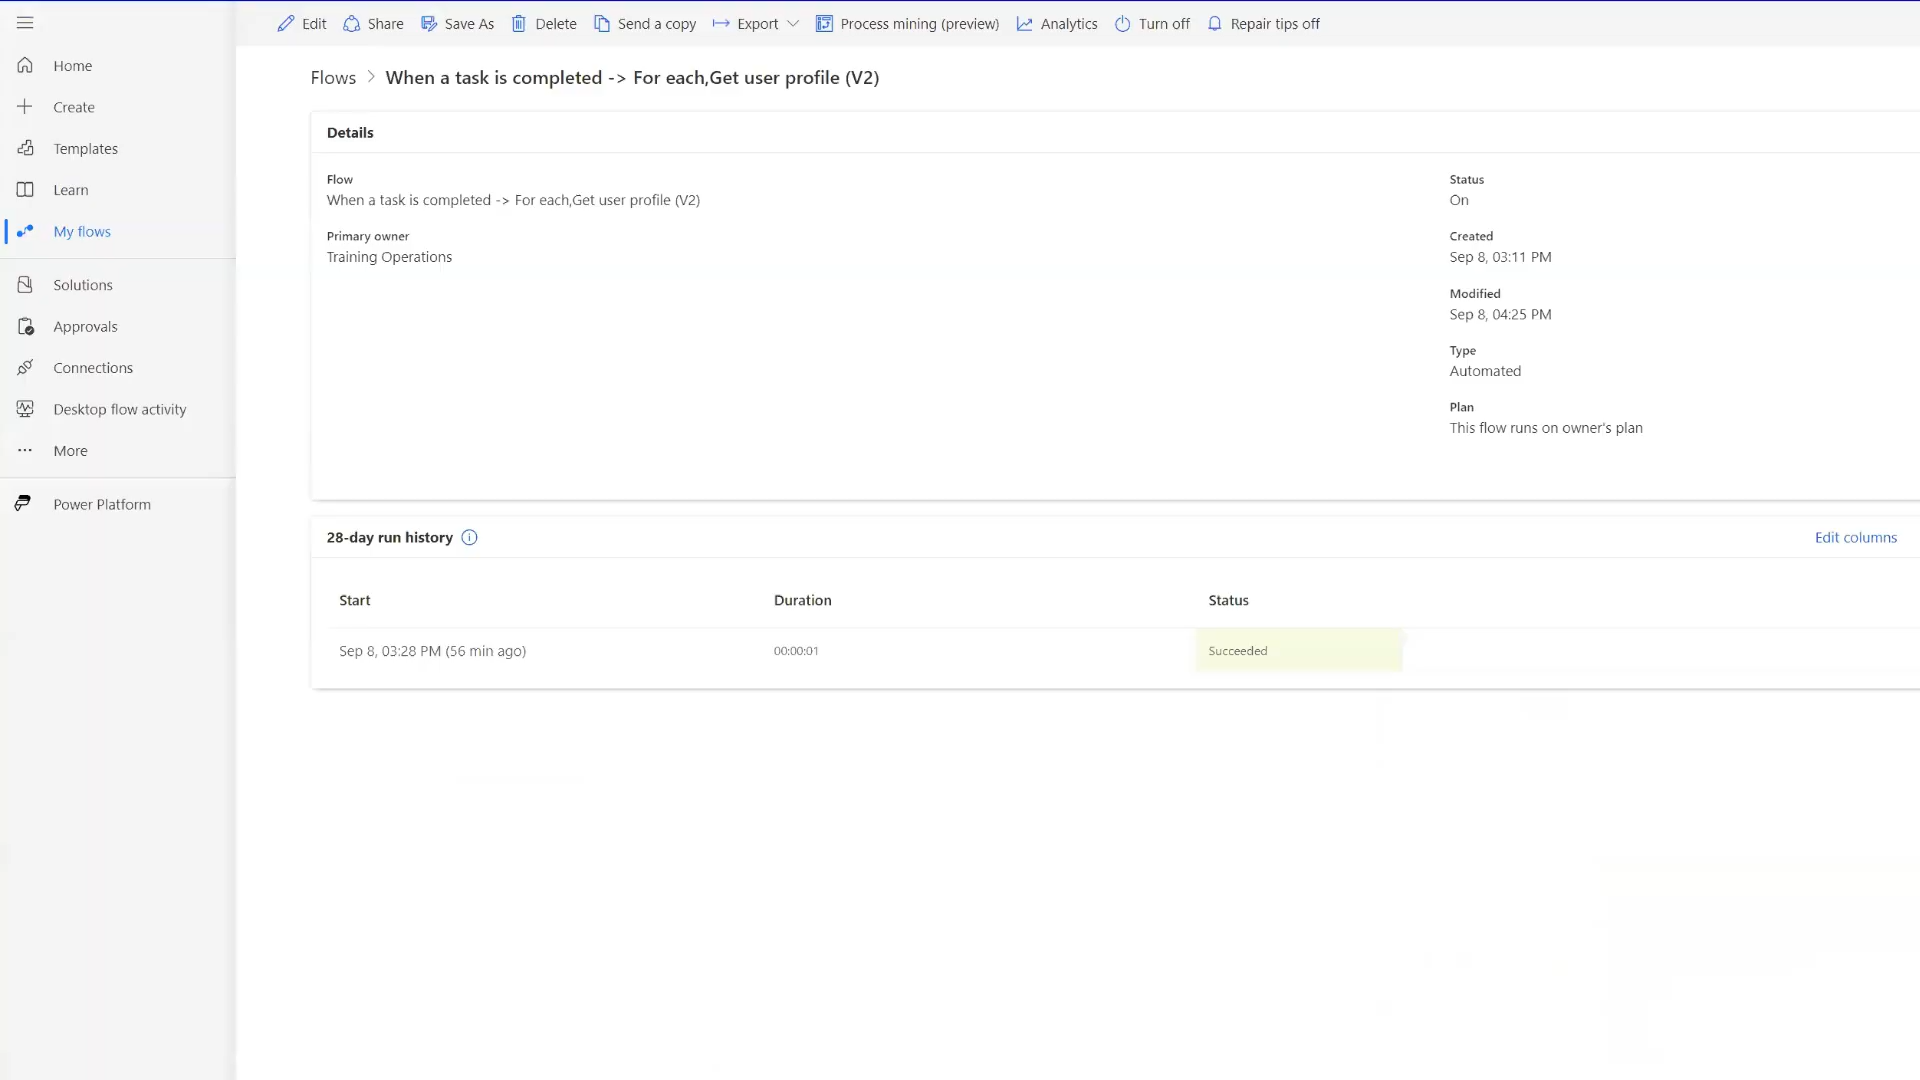 Edit Share Save As Delete Send a copy Export Process mining (preview) Analytics Turn off Repair tips off
Home
Create
Templates
Learn
My flows
Solutions
Approvals
Connections
Desktop flow activity
More
Power Platform
Flows > When a task is completed -> For each,Get user profile (V2)
Details
Flow
When a task is completed -> For each,Get user profile (V2)
Primary owner
Training Operations
Status
On
Created
Sep 8, 03:11 PM
Modified
Sep 8, 04:25 PM
Type
Automated
Plan
This flow runs on owner's plan
28-day run history
Edit columns
Start Duration Status
Sep 8, 03:28 PM (56 min ago) 00:00:01 Succeeded